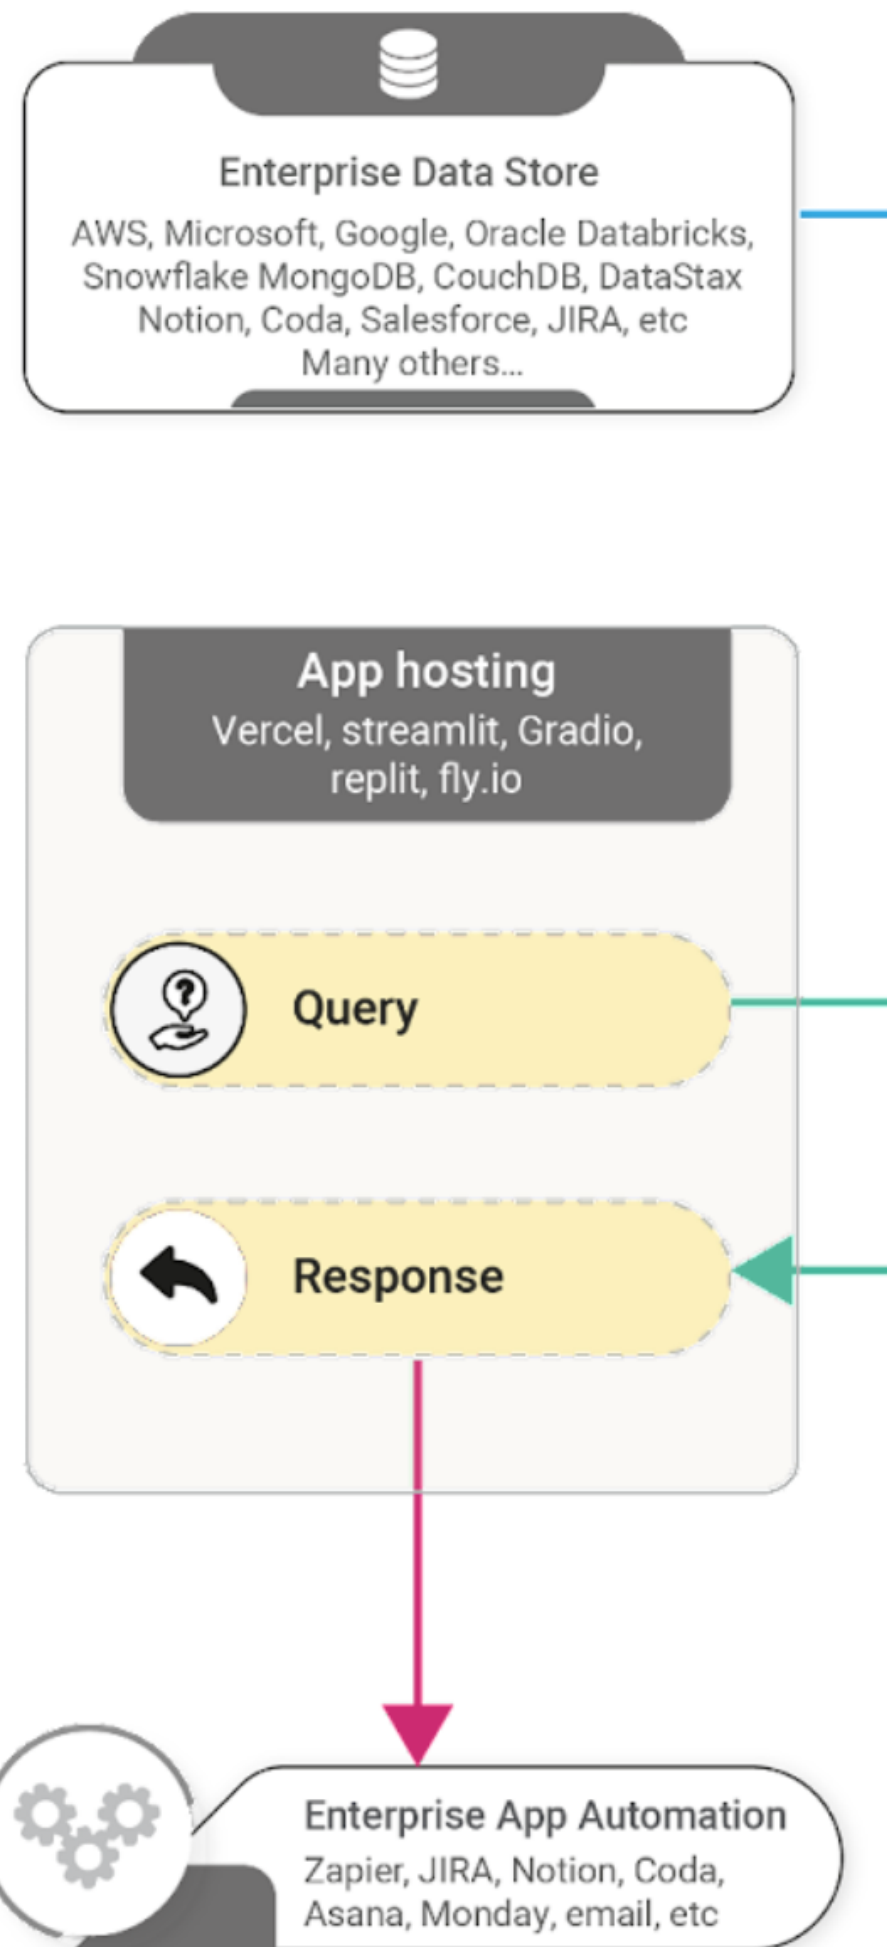 Enterprise Data Store
AWS, Microsoft, Google, Oracle Databricks,
Snowflake MongoDB, CouchDB, DataStax
Notion, Coda, Salesforce, JIRA, etc
Many others...
App hosting
Vercel, streamlit, Gradio,
replit, fly.io
?
Query
Response
Enterprise App Automation
Zapier, JIRA, Notion, Coda,
Asana, Monday, email, etc